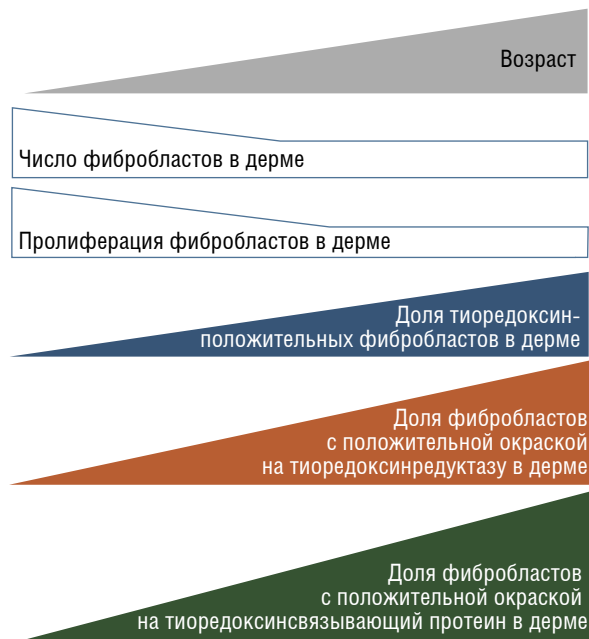 Возраст
Число фибробластов в дерме
Пролиферация фибробластов в дерме
Доля тиоредоксин-
положительных фибробластов в дерме
Доля фибробластов
с положительной окраской
на тиоредоксинредуктазу в дерме
Доля фибробластов
с положительной окраской
на тиоредоксинсвязывающий протеин в дерме